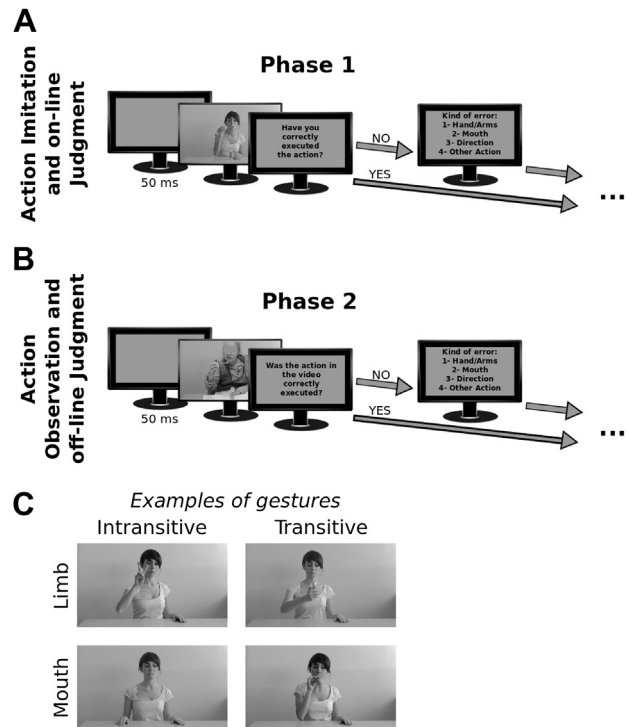 A
Action Imitation
and on-line
Judgment
Phase 1
50 ms
Have you
correctly
executed
the action?
NO
YES
Kind of error:
1- Hand/Arms
2- Mouth
3- Direction
4- Other Action
...
B
Action
Observation and
off-line Judgment
Phase 2
50 ms
Was the action in
the video
correctly
executed?
NO
YES
Kind of error:
1- Hand/Arms
2- Mouth
3- Direction
4- Other Action
...
C
Examples of gestures
Intransitive
Transitive
Limb
Mouth